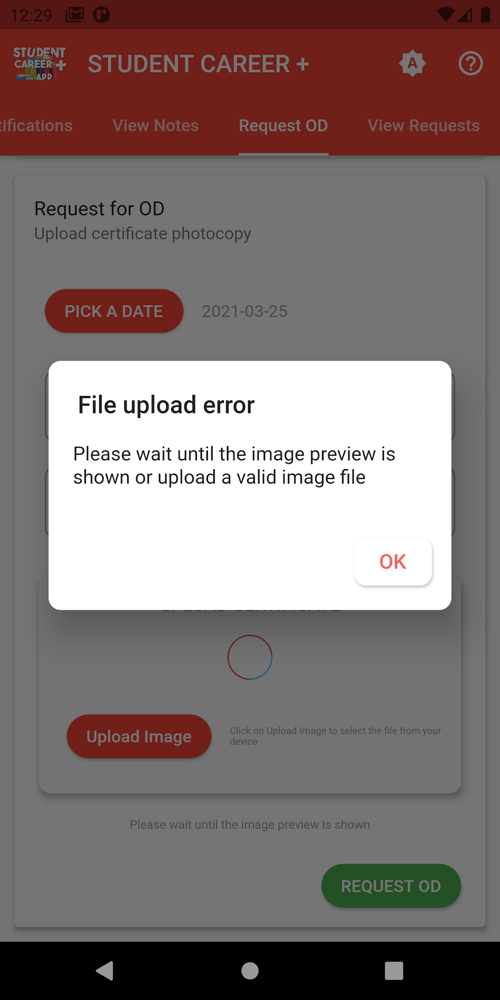 12:29
STUDENT
CAREER +
APP
STUDENT CAREER +
A
?
tifications
View Notes
Request OD
View Requests
Request for OD
Upload certificate photocopy
PICK A DATE
2021-03-25
File upload error
Please wait until the image preview is
shown or upload a valid image file
OK
Upload Image
Click on Upload Image to select the file from your
device
Please wait until the image preview is shown
REQUEST OD